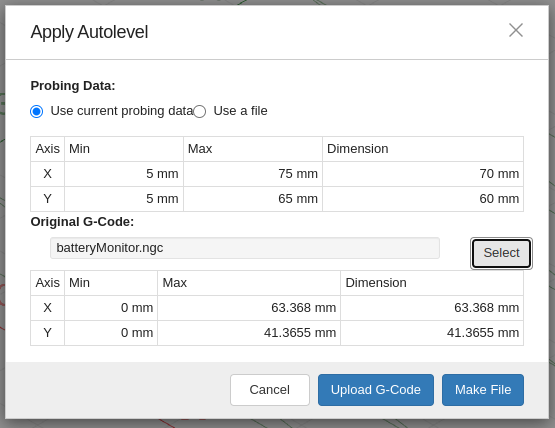 Apply Autolevel
Probing Data:
Use current probing data Use a file
Axis Min Max Dimension
X 5 mm 75 mm 70 mm
Y 5 mm 65 mm 60 mm
Original G-Code:
batteryMonitor.ngc Select
Axis Min Max Dimension
X 0 mm 63.368 mm 63.368 mm
Y 0 mm 41.3655 mm 41.3655 mm
Cancel Upload G-Code Make File